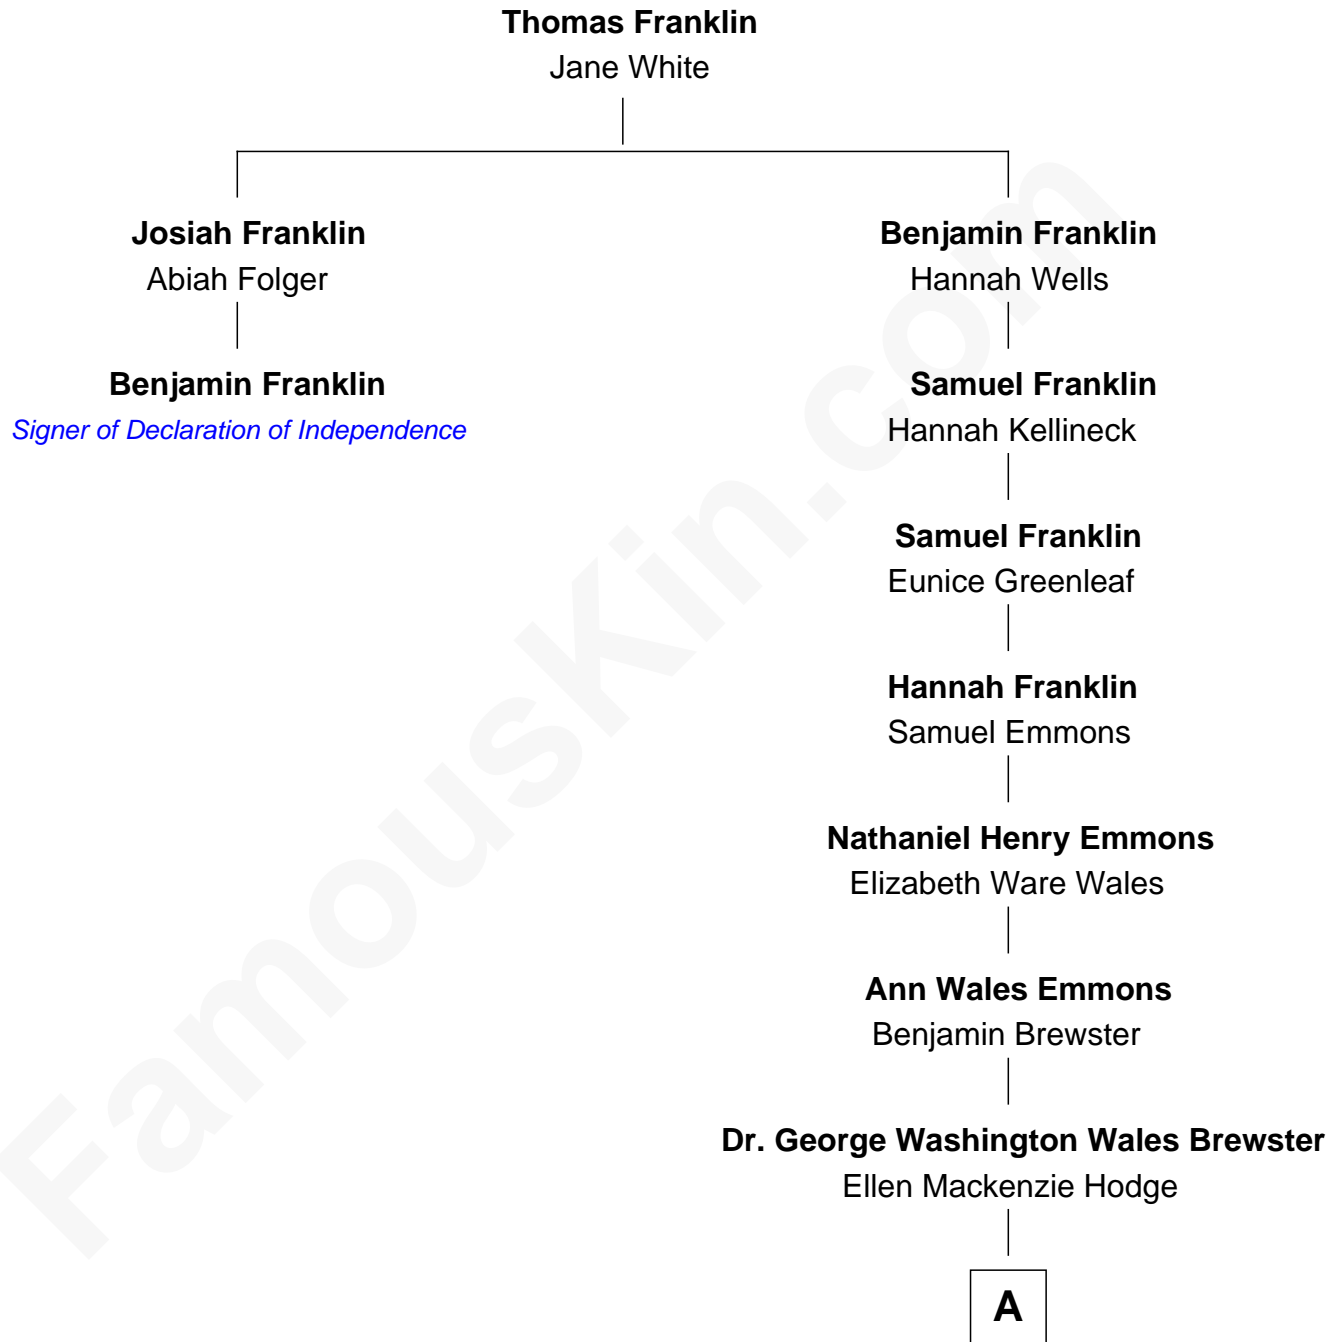 Thomas Franklin
Jane White
Josiah Franklin
Abiah Folger
Benjamin Franklin
Signer of Declaration of Independence
Benjamin Franklin
Hannah Wells
Samuel Franklin
Hannah Kellineck
Samuel Franklin
Eunice Greenleaf
Hannah Franklin
Samuel Emmons
Nathaniel Henry Emmons
Elizabeth Ware Wales
Ann Wales Emmons
Benjamin Brewster
Dr. George Washington Wales Brewster
Ellen Mackenzie Hodge
A
FamousKin.com